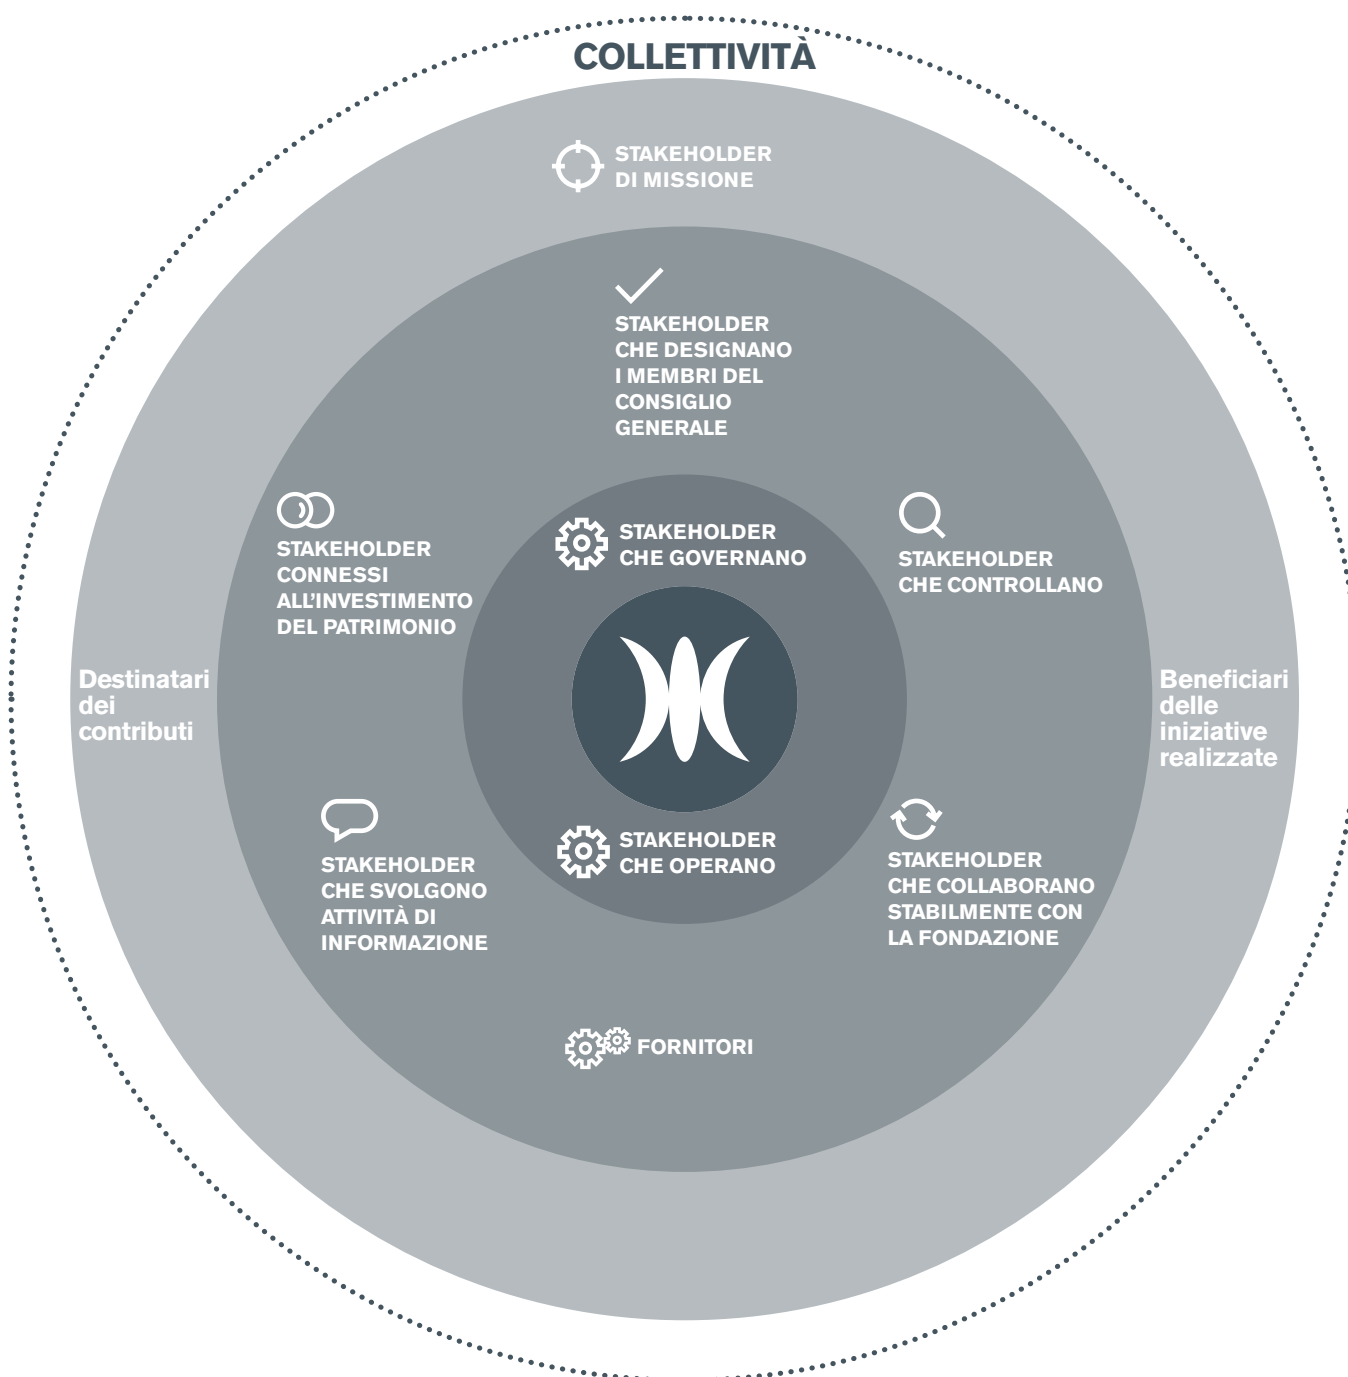 COLLETTIVITÀ
STAKEHOLDER
DI MISSIONE
STAKEHOLDER
CHE DESIGNANO
I MEMBRI DEL
CONSIGLIO
GENERALE
STAKEHOLDER
CONNESSI
ALL'INVESTIMENTO
DEL PATRIMONIO
STAKEHOLDER
CHE GOVERNANO
STAKEHOLDER
CHE CONTROLLANO
Destinatari
dei
contributi
Beneficiari
delle
iniziative
realizzate
STAKEHOLDER
CHE SVOLGONO
ATTIVITÀ DI
INFORMAZIONE
STAKEHOLDER
CHE OPERANO
STAKEHOLDER
CHE COLLABORANO
STABILMENTE CON
LA FONDAZIONE
FORNITORI